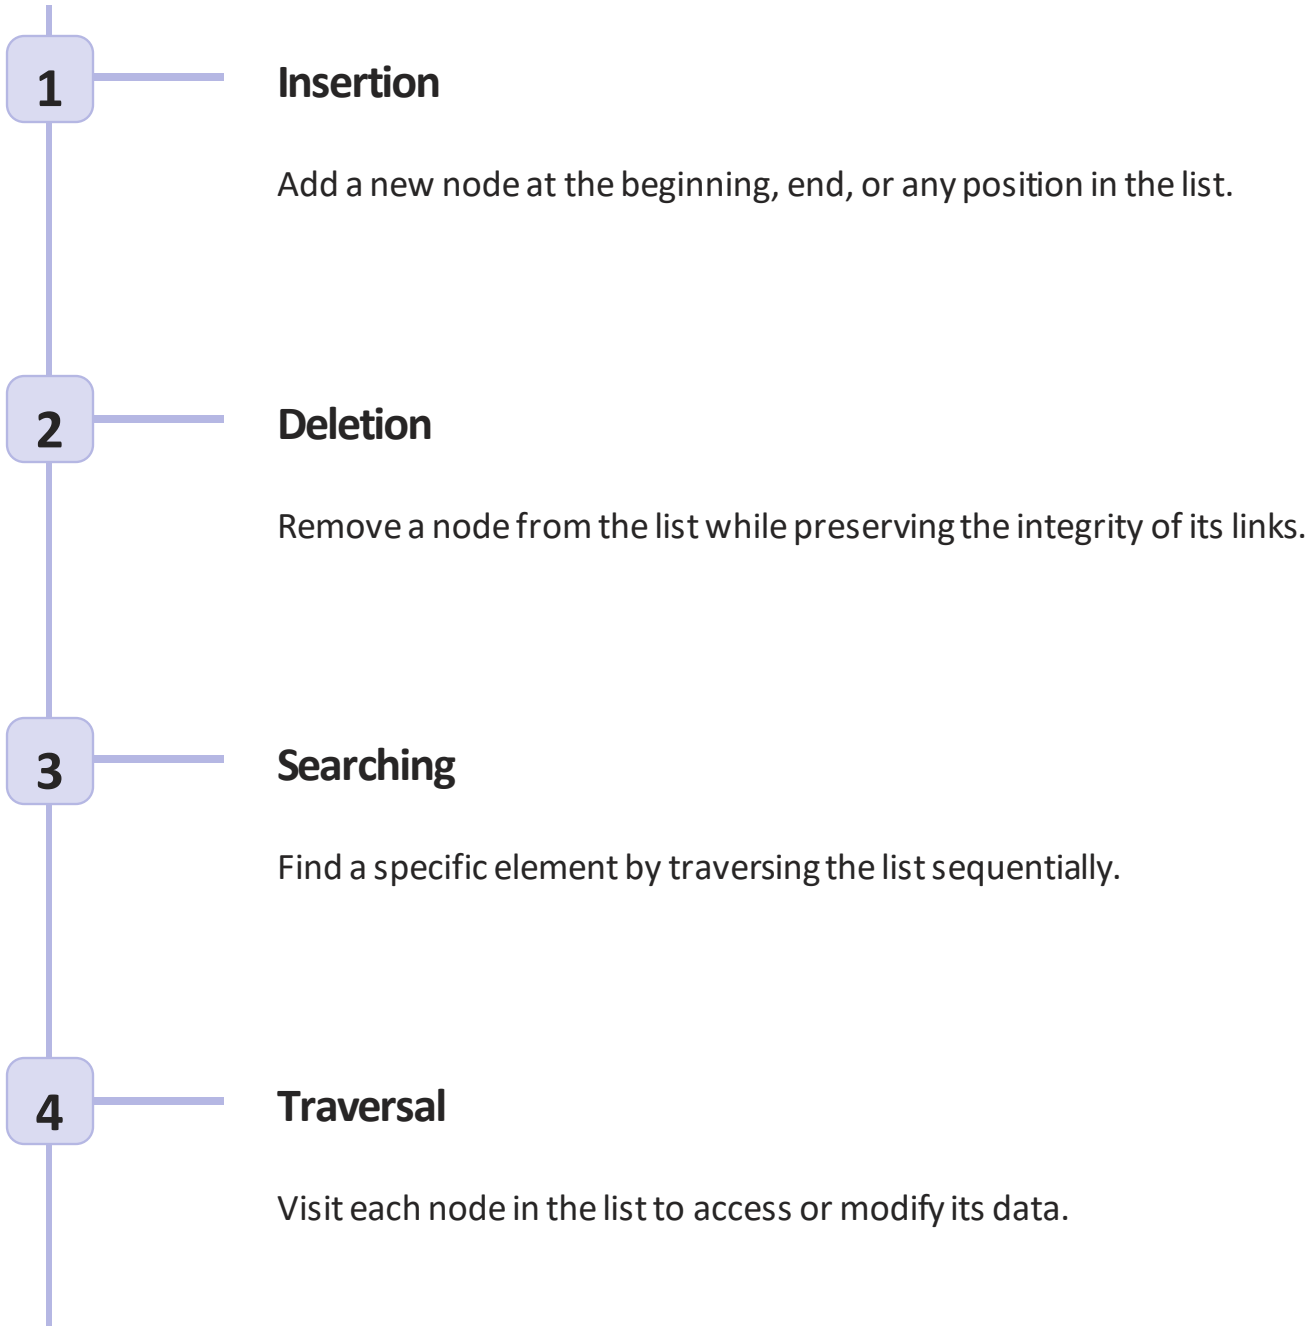 1
Insertion
Add a new node at the beginning, end, or any position in the list.
2
Deletion
Remove a node from the list while preserving the integrity of its links.
3
Searching
Find a specific element by traversing the list sequentially.
4
Traversal
Visit each node in the list to access or modify its data.